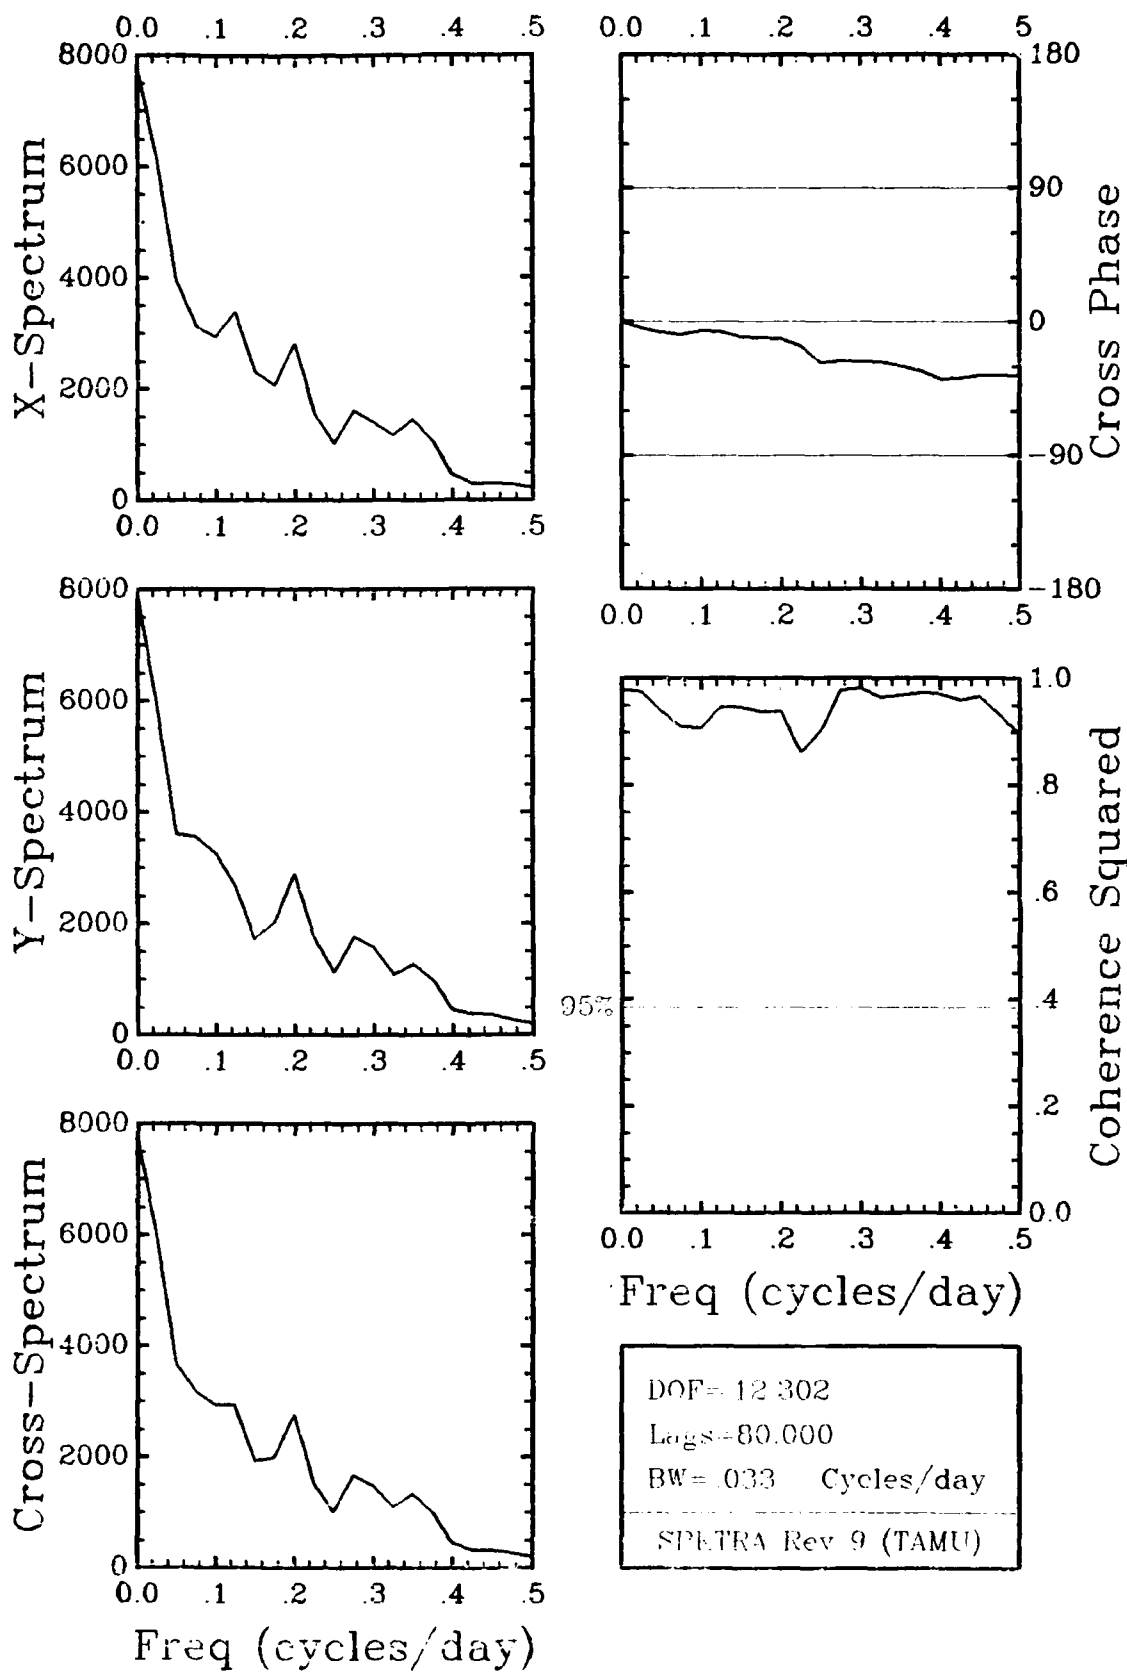 0.0 .1 .2 .3 .4 .5
8000
6000
4000
2000
0
X-Spectrum
0.0 .1 .2 .3 .4 .5
8000
6000
4000
2000
0
Y-Spectrum
0.0 .1 .2 .3 .4 .5
8000
6000
4000
2000
0
Cross-Spectrum
0.0 .1 .2 .3 .4 .5
Freq (cycles/day)
0.0 .1 .2 .3 .4 .5
180
90
0
-90
-180
Cross Phase
0.0 .1 .2 .3 .4 .5
1.0
.8
.6
.4
.2
0.0
95%
Coherence Squared
0.0 .1 .2 .3 .4 .5
Freq (cycles/day)
DOF= 12.302
Lags=80.000
BW= .033 Cycles/day
SPKTRA Rev 9 (TAMU)